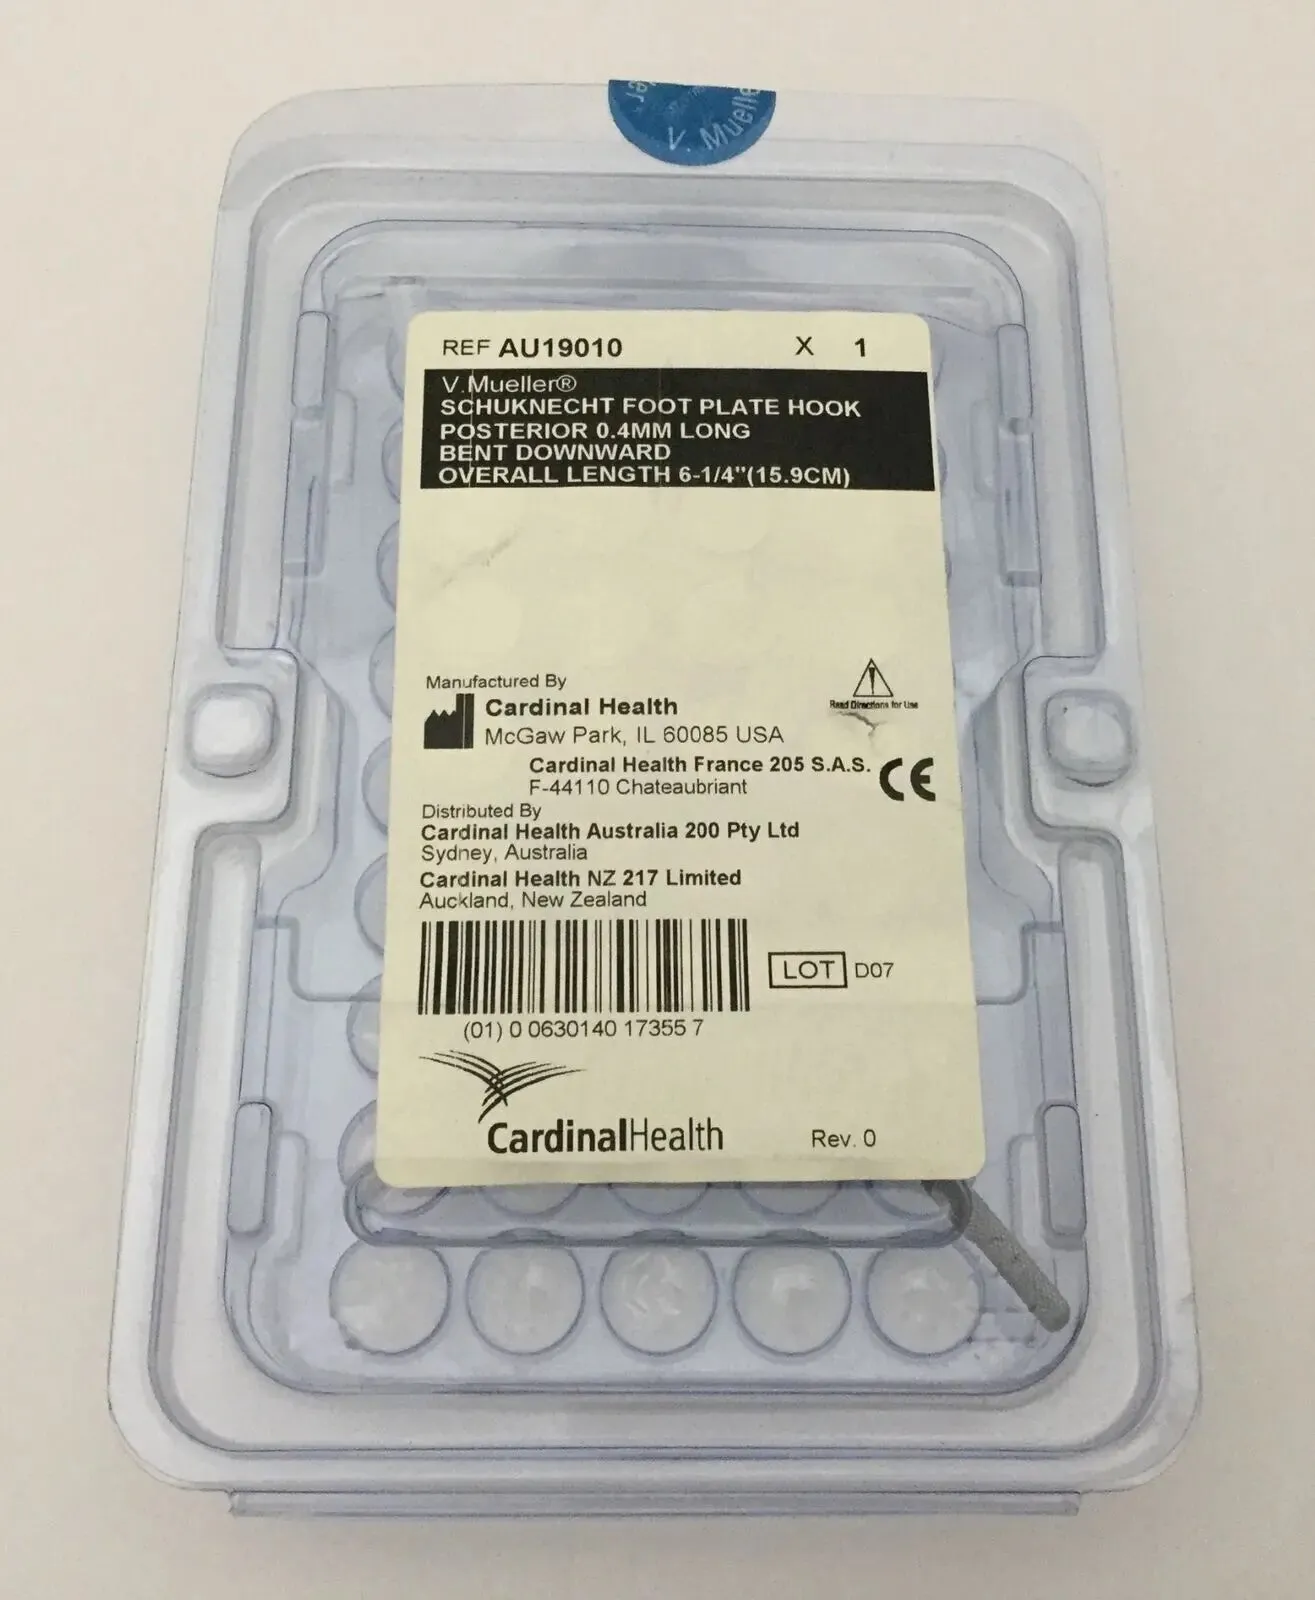 V. Mueller
REF AU19010 X 1
V.Mueller®
SCHUKNECHT FOOT PLATE HOOK
POSTERIOR 0.4MM LONG
BENT DOWNWARD
OVERALL LENGTH 6-1/4"(15.9CM)
Manufactured By
Cardinal Health
McGaw Park, IL 60085 USA
Read Directions for Use
Cardinal Health France 205 S.A.S.
F-44110 Chateaubriant
CE
Distributed By
Cardinal Health Australia 200 Pty Ltd
Sydney, Australia
Cardinal Health NZ 217 Limited
Auckland, New Zealand
LOT D07
(01) 0 0630140 17355 7
CardinalHealth
Rev. 0